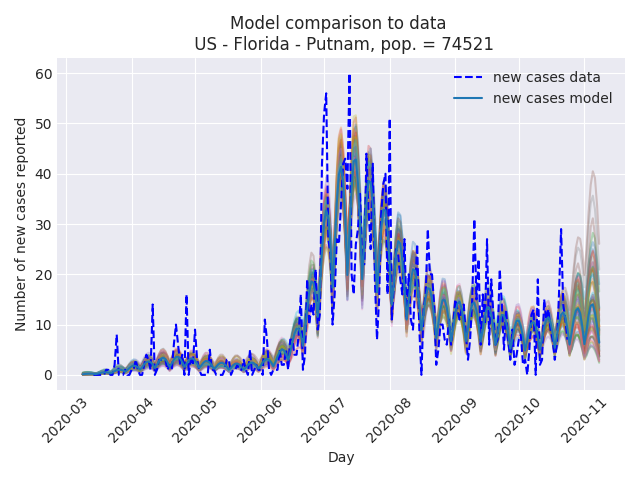 Model comparison to data
US - Florida - Putnam, pop. = 74521
new cases data
new cases model
Number of new cases reported
60
50
40
30
20
10
0
2020-03
2020-04
2020-05
2020-06
2020-07
2020-08
2020-09
2020-10
2020-11
Day